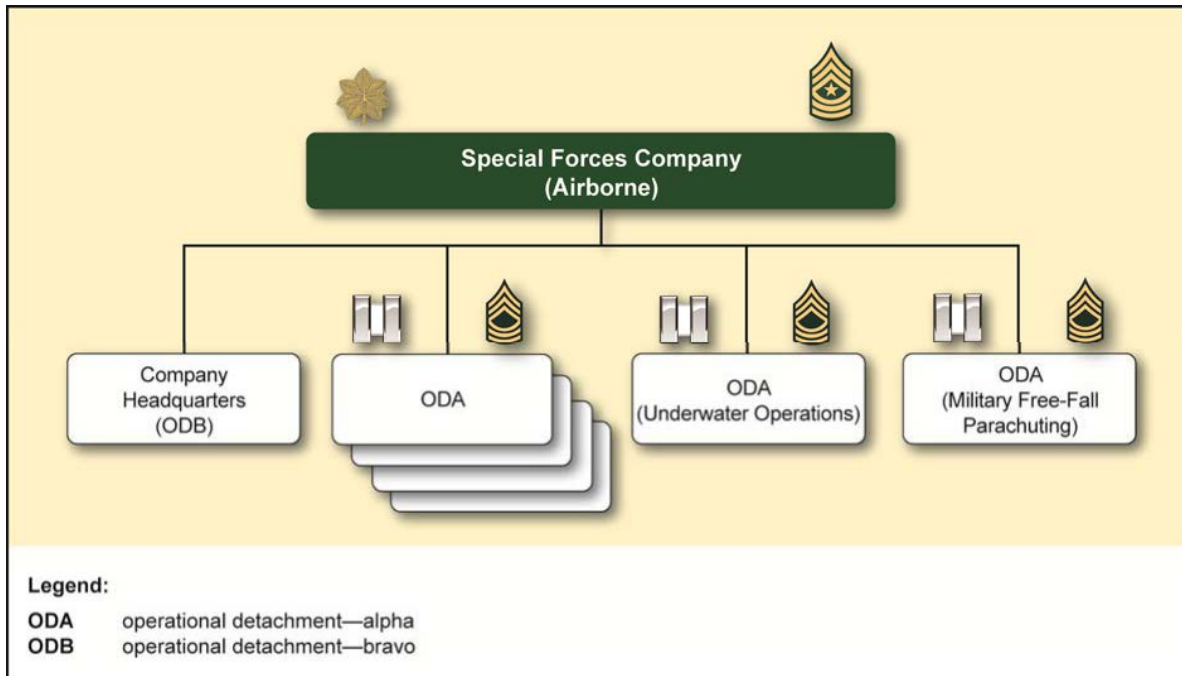 Special Forces Company
(Airborne)
Company
Headquarters
(ODB)
ODA
ODA
(Underwater Operations)
ODA
(Military Free-Fall
Parachuting)
Legend:
ODA operational detachment—alpha
ODB operational detachment—bravo